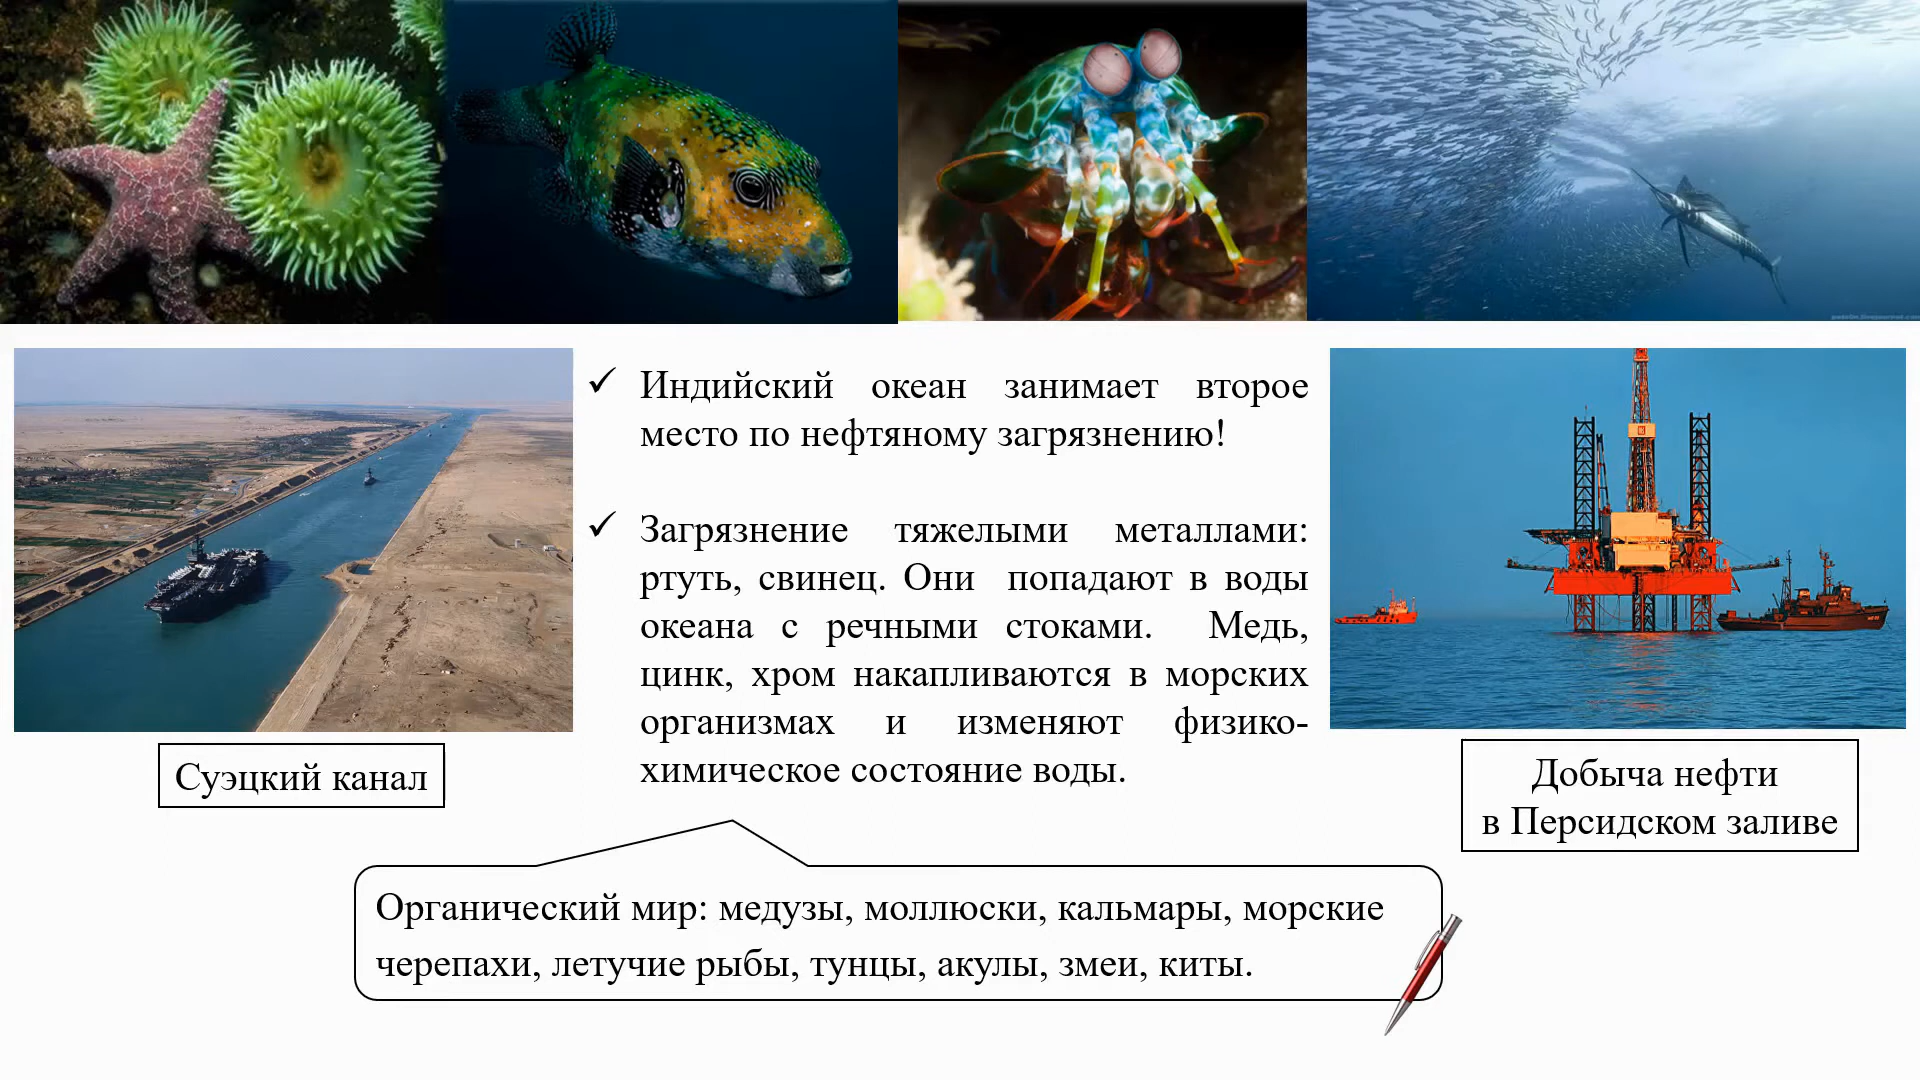 Индийский океан занимает второе
место по нефтяному загрязнению!
Загрязнение тяжелыми металлами:
ртуть, свинец. Они попадают в воды
океана с речными стоками. Медь,
цинк, хром накапливаются в морских
организмах и изменяют физико-
химическое состояние воды.
Суэцкий канал
Добыча нефти
в Персидском заливе
Органический мир: медузы, моллюски, кальмары, морские
черепахи, летучие рыбы, тунцы, акулы, змеи, киты.